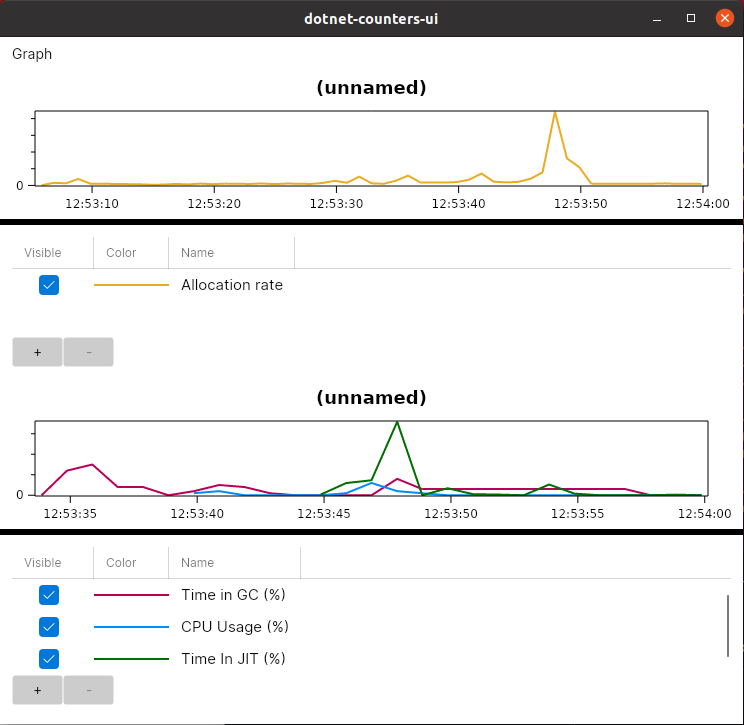 dotnet-counters-ui
Graph
(unnamed)
0
12:53:10 12:53:20 12:53:30 12:53:40 12:53:50 12:54:00
Visible Color Name
Allocation rate
+ -
(unnamed)
0
12:53:35 12:53:40 12:53:45 12:53:50 12:53:55 12:54:00
Visible Color Name
Time in GC (%)
CPU Usage (%)
Time In JIT (%)
+ -